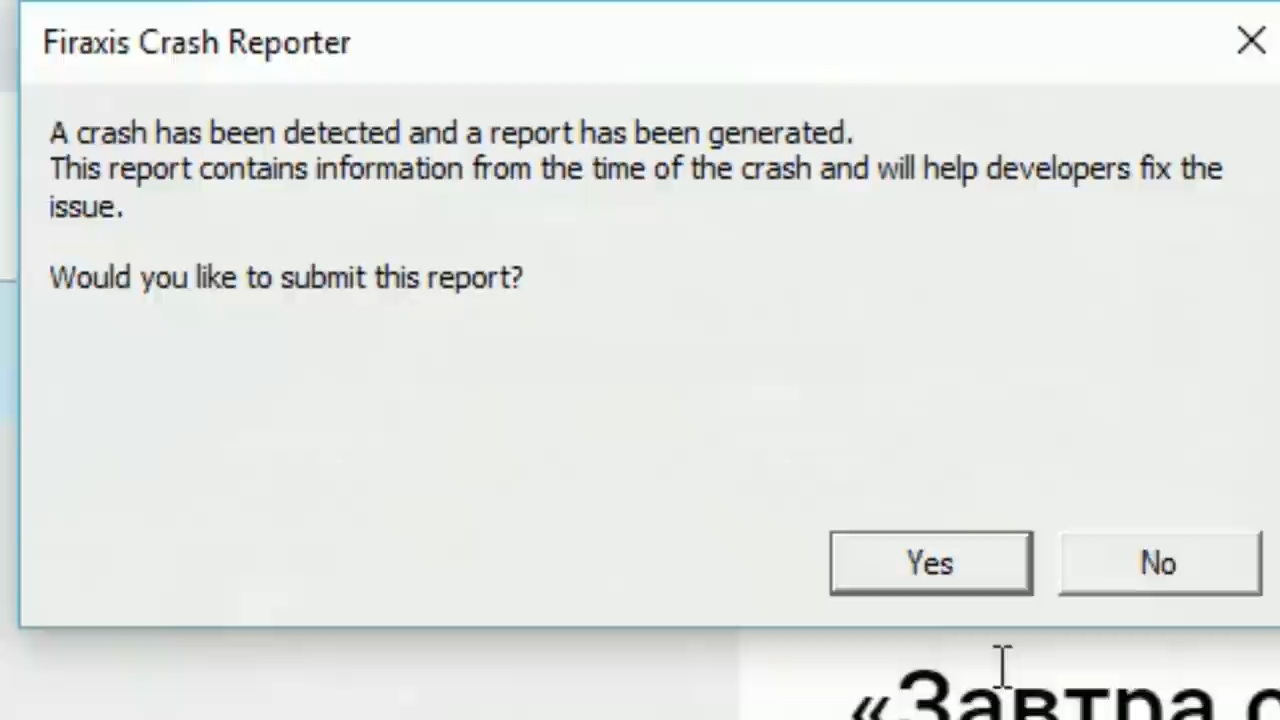 Firaxis Crash Reporter
A crash has been detected and a report has been generated.
This report contains information from the time of the crash and will help developers fix the
issue.
Would you like to submit this report?
Yes No
«Завтра